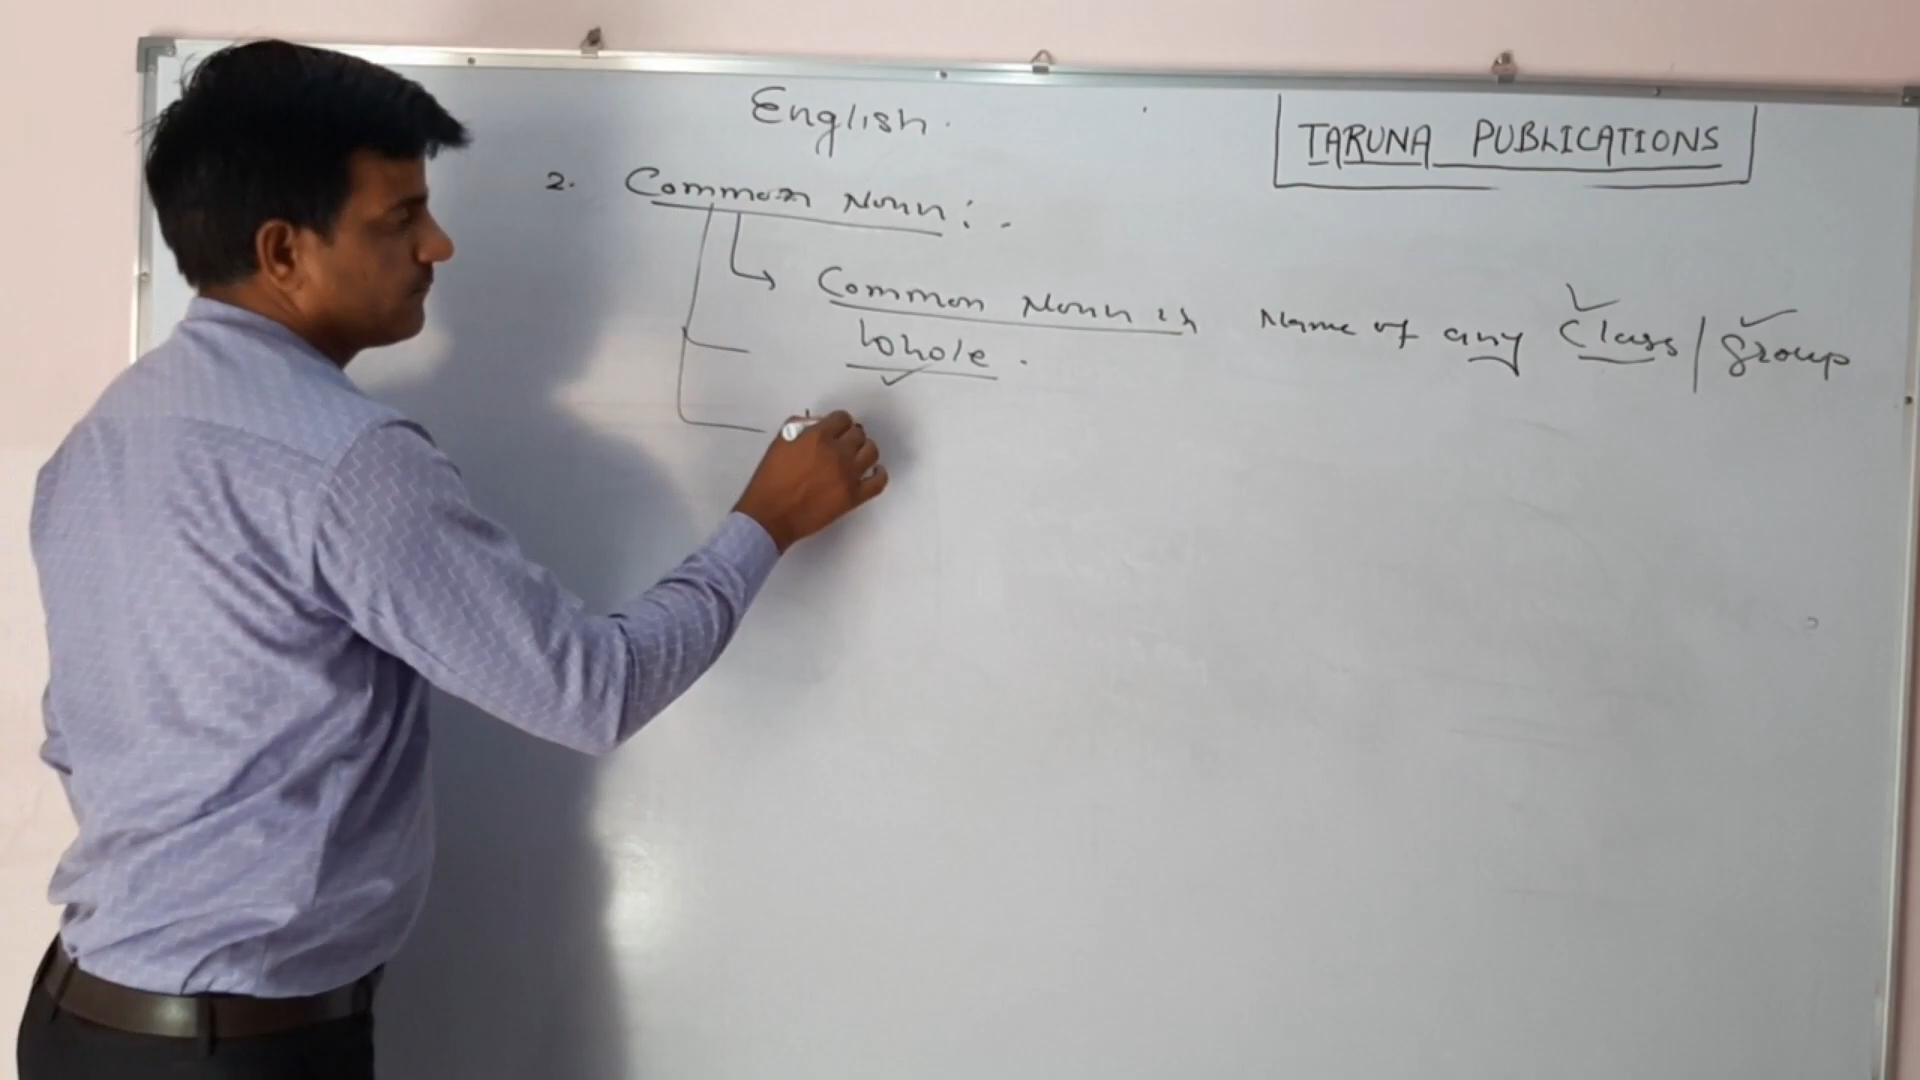 English.
TARUNA PUBLICATIONS
2. Common Noun :-
Common Noun is Name of any Class / Group
Whole.